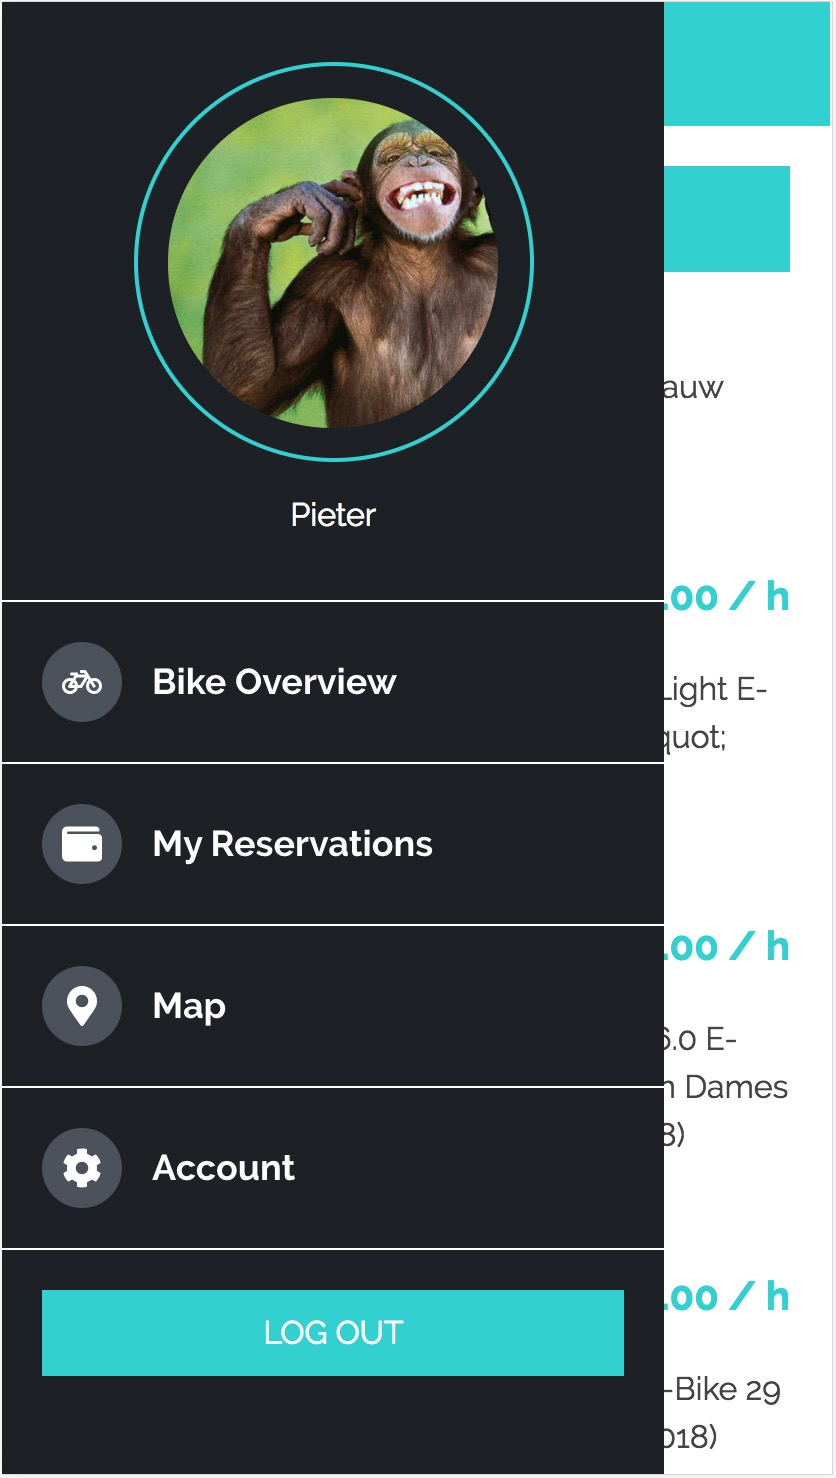 Pieter
Bike Overview
My Reservations
Map
Account
LOG OUT
auw
.00 / h
Light E-
quot;
.00 / h
6.0 E-
Dames
8)
.00 / h
-Bike 29
018)